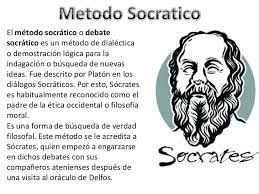 Metodo Socratico
El método socrático o debate
socrático es un método de dialéctica
o demostración lógica para la
indagación o búsqueda de nuevas
ideas. Fue descrito por Platón en los
diálogos Socráticos. Por esto, Sócrates
es habitualmente reconocido como el
padre de la ética occidental o filosofía
moral.
Es una forma de búsqueda de verdad
filosofal. Este método se le acredita a
Sócrates, quien empezó a engarzarse
en dichos debates con sus
compañeros atenienses después de
una visita al oráculo de Delfos.
Socrates